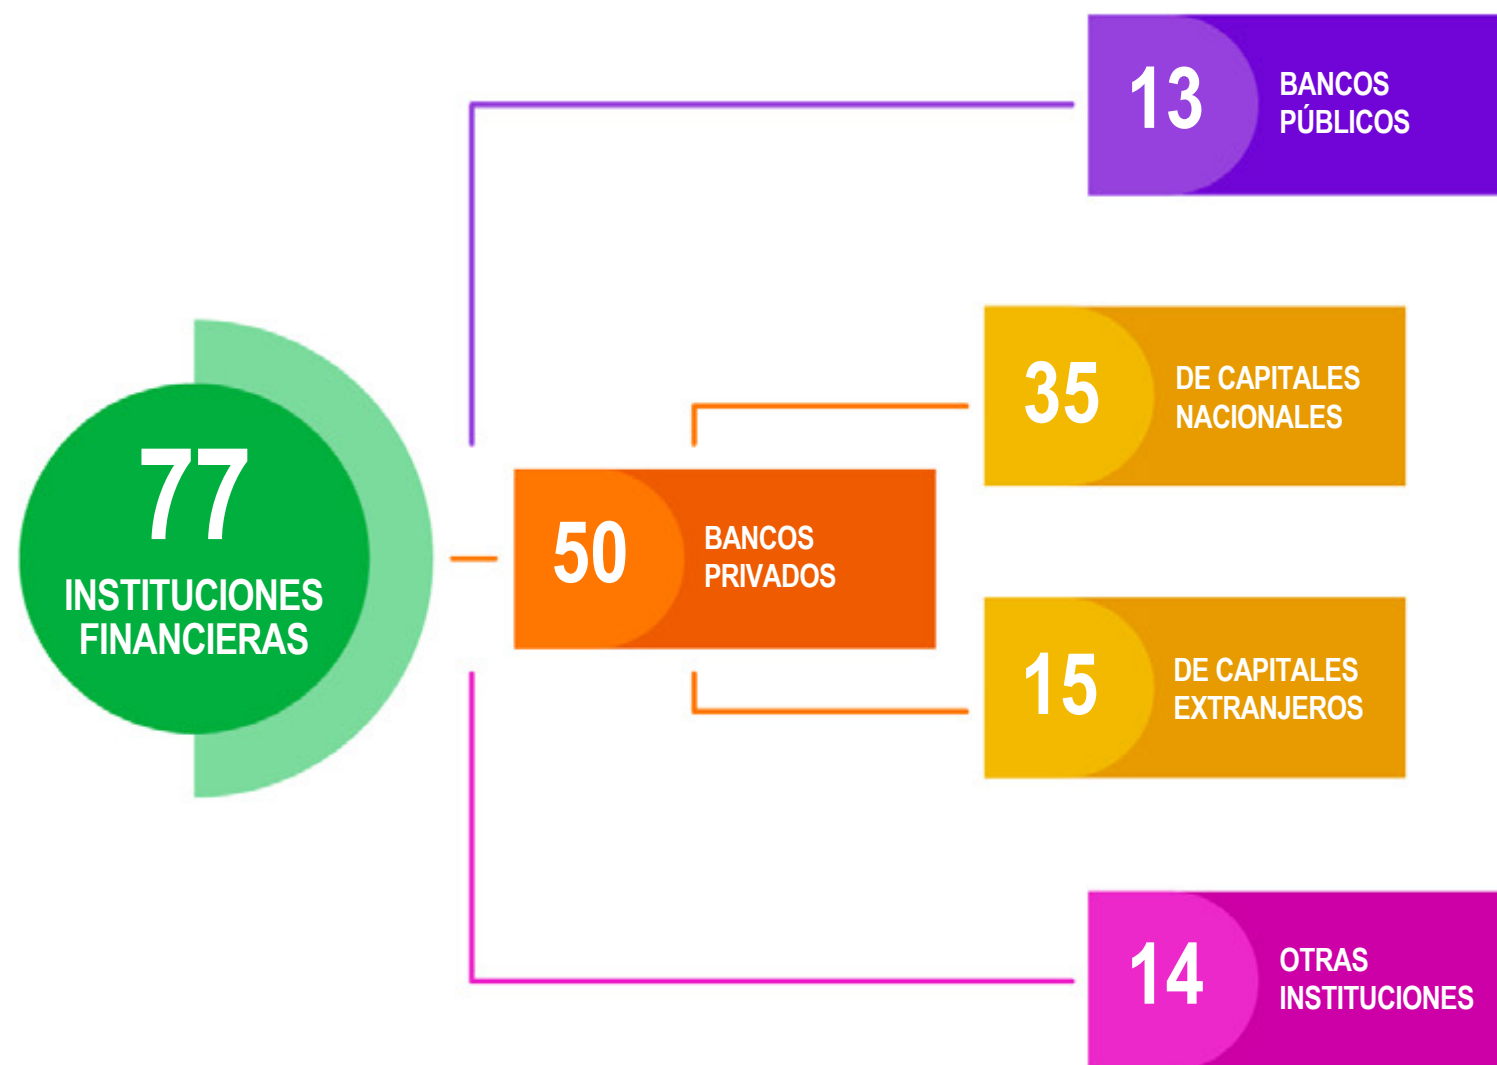 77
INSTITUCIONES
FINANCIERAS
13
BANCOS
PÚBLICOS
50
BANCOS
PRIVADOS
35
DE CAPITALES
NACIONALES
15
DE CAPITALES
EXTRANJEROS
14
OTRAS
INSTITUCIONES